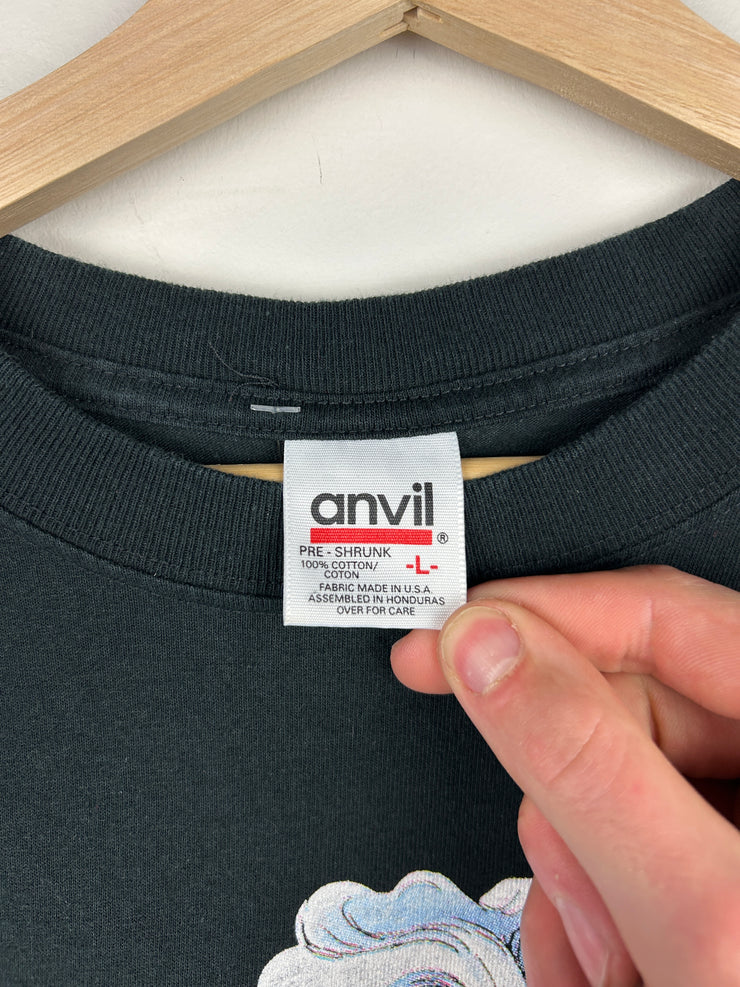 anvil®
PRE - SHRUNK
100% COTTON/ -L-
COTON
FABRIC MADE IN U.S.A.
ASSEMBLED IN HONDURAS
OVER FOR CARE